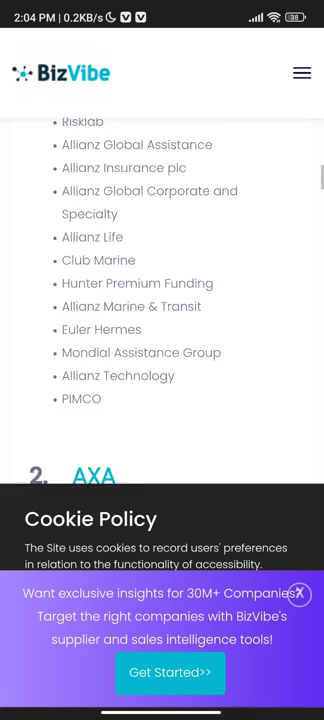 2:04 PM | 0.2KB/s
38
BizVibe
Risklab
Allianz Global Assistance
Allianz Insurance plc
Allianz Global Corporate and
Specialty
Allianz Life
Club Marine
Hunter Premium Funding
Allianz Marine & Transit
Euler Hermes
Mondial Assistance Group
Allianz Technology
PIMCO
2. AXA
Cookie Policy
The Site uses cookies to record users' preferences
in relation to the functionality of accessibility.
Want exclusive insights for 30M+ Companies?
X
Target the right companies with BizVibe's
supplier and sales intelligence tools!
Get Started>>